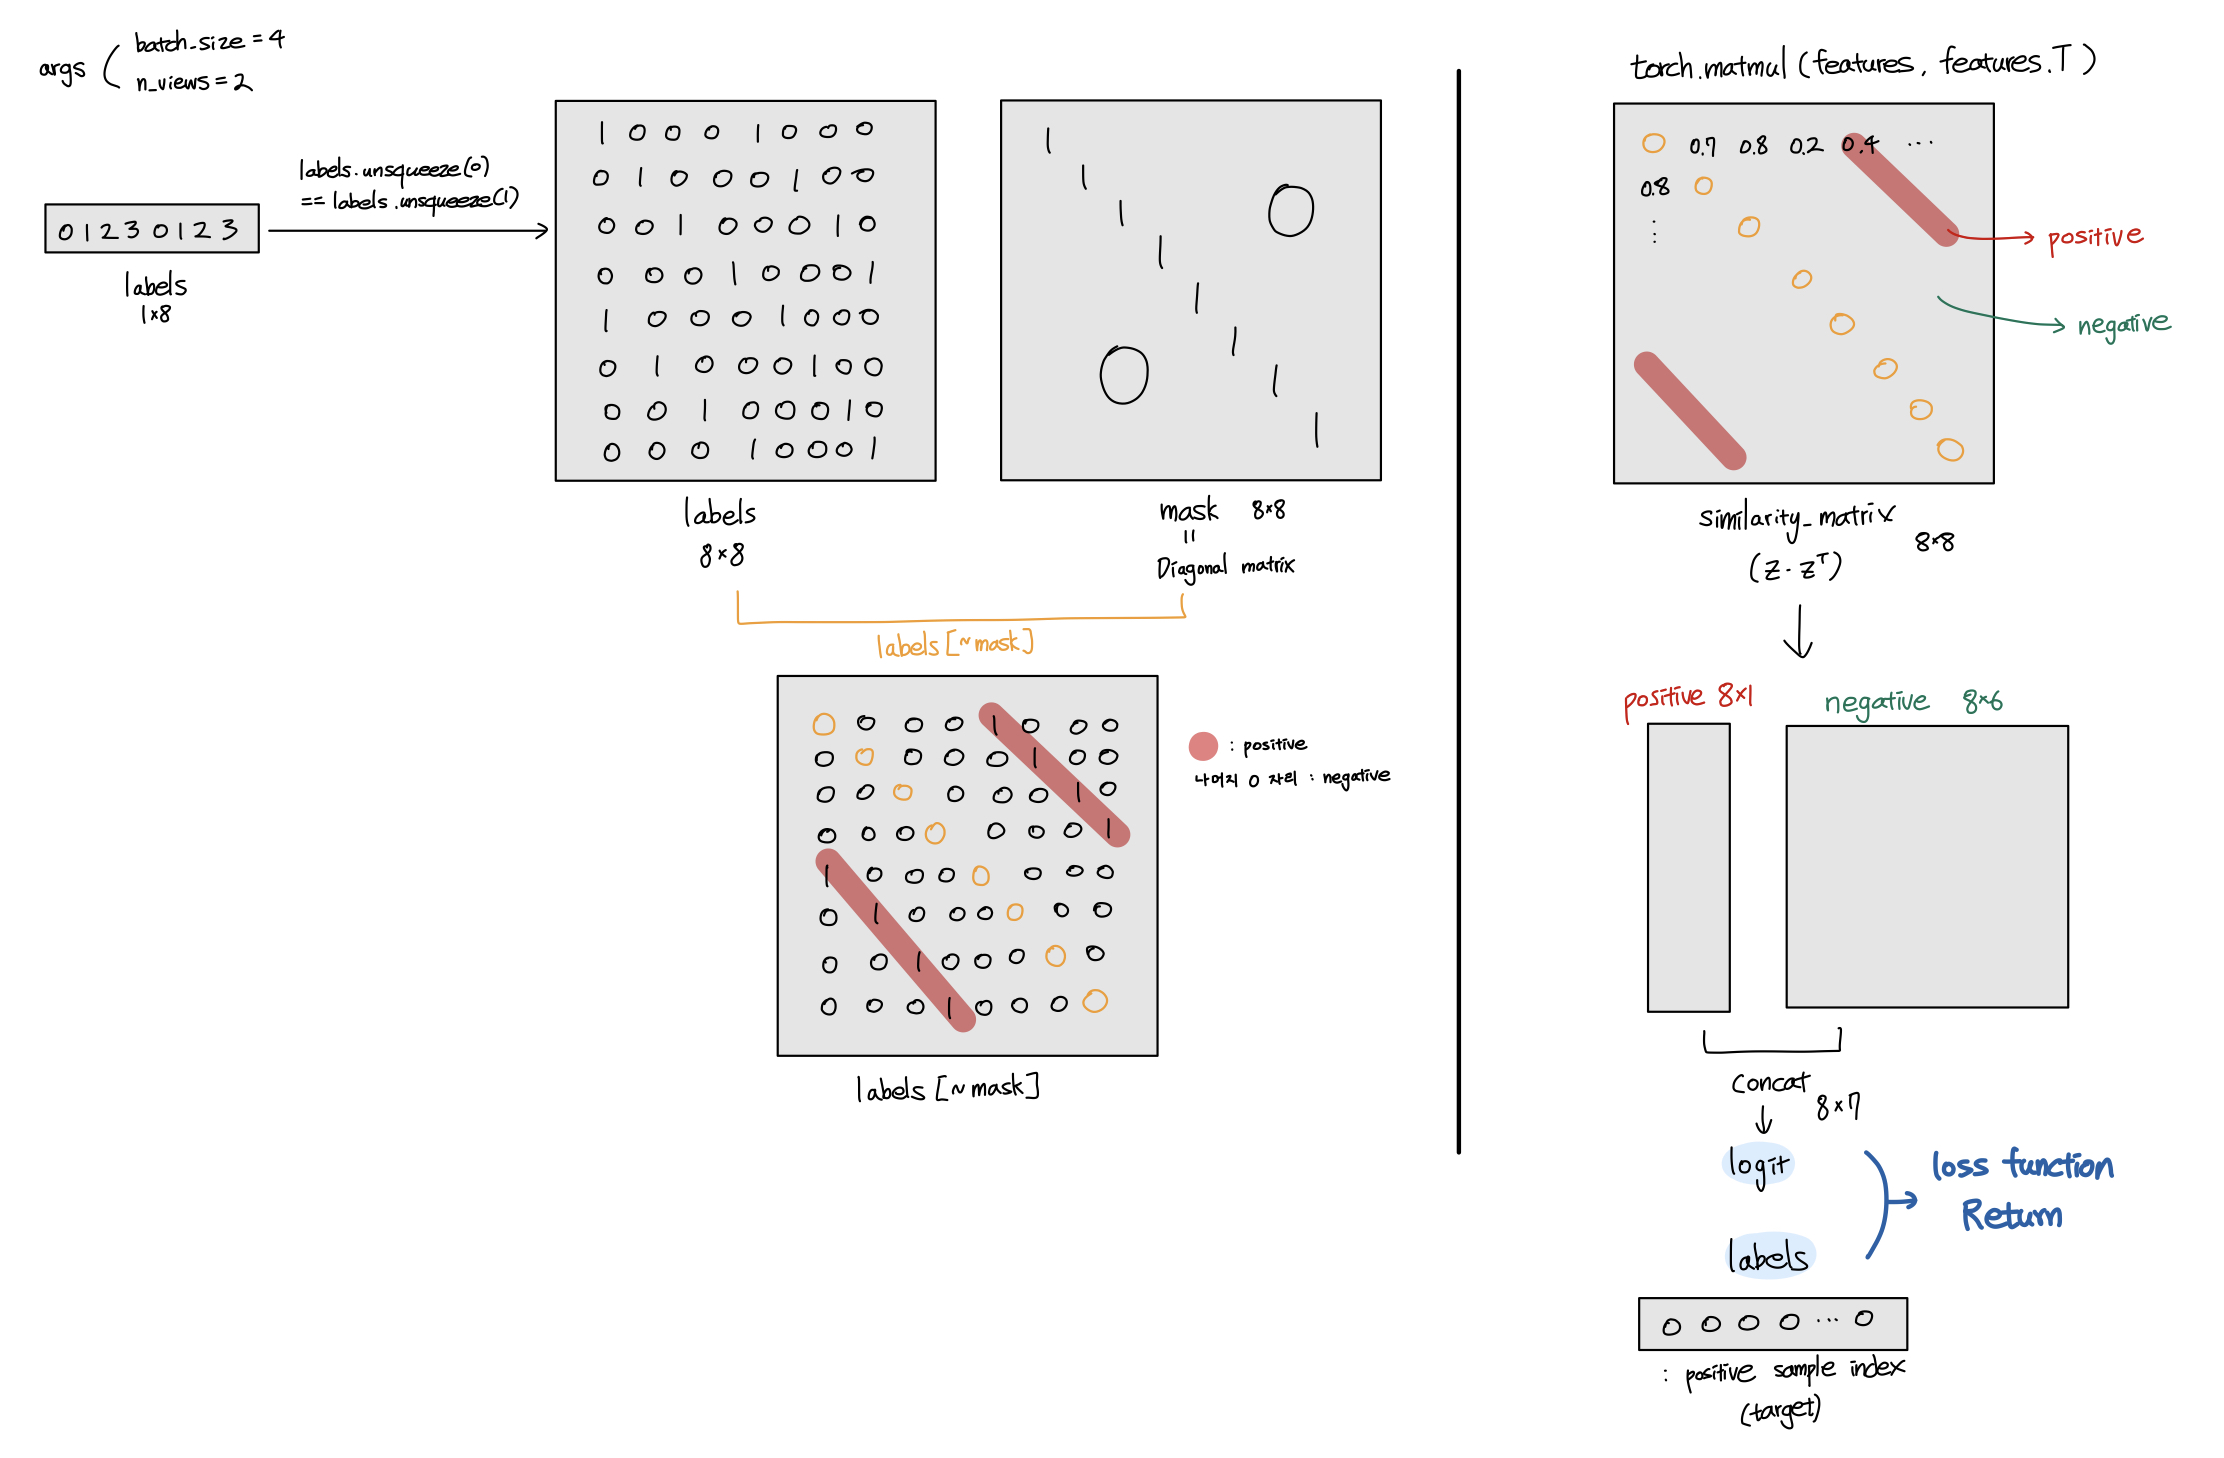 args ( batch_size = 4
n_views = 2
0 1 2 3 0 1 2 3
labels
1×8
labels.unsqueeze(0)
== labels.unsqueeze(1)
1 0 0 0 1 0 0 0
0 1 0 0 0 1 0 0
0 0 1 0 0 0 1 0
0 0 0 1 0 0 0 1
1 0 0 0 1 0 0 0
0 1 0 0 0 1 0 0
0 0 1 0 0 0 1 0
0 0 0 1 0 0 0 1
labels
8×8
1
1
1 0
1
1
1
0 1
1
mask 8×8
=
Diagonal matrix
labels[~mask]
0 0 0 0 1 0 0 0
0 0 0 0 0 1 0 0
0 0 0 0 0 0 1 0
0 0 0 0 0 0 0 1
1 0 0 0 0 0 0 0
0 1 0 0 0 0 0 0
0 0 1 0 0 0 0 0
0 0 0 1 0 0 0 0
labels[~mask]
: positive
나머지 0 자리 : negative
torch.matmul(features, features.T)
0 0.7 0.8 0.2 0.4 ...
0.8 0
⋮ 0
0
0
0
0
0
positive
negative
similarity_matrix 8×8
(z · zᵀ)
positive 8×1
negative 8×6
concat
8×7
logit
labels
loss function
Return
0 0 0 0 ... 0
: positive sample index
(target)